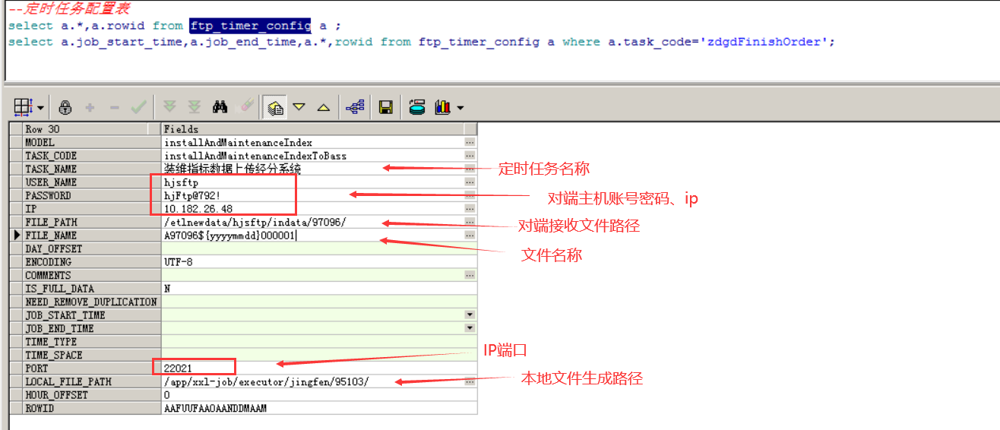 --定时任务配置表
select a.*,a.rowid from ftp_timer_config a ;
select a.job_start_time,a.job_end_time,a.*,rowid from ftp_timer_config a where a.task_code='zdgdFinishOrder';
Row 30 Fields
MODEL installAndMaintenanceIndex
TASK_CODE installAndMaintenanceIndexToBass
TASK_NAME 装维指标数据上传经分系统 定时任务名称
USER_NAME hjsftp
PASSWORD hjFtp@792! 对端主机账号密码、ip
IP 10.182.26.48
FILE_PATH /etlnewdata/hjsftp/indata/97096/ 对端接收文件路径
FILE_NAME A97096${yyyymmdd}000001 文件名称
DAY_OFFSET
ENCODING UTF-8
COMMENTS
IS_FULL_DATA N
NEED_REMOVE_DUPLICATION
JOB_START_TIME
JOB_END_TIME
TIME_TYPE
TIME_SPACE IP端口
PORT 22021
LOCAL_FILE_PATH /app/xxl-job/executor/jingfen/95103/ 本地文件生成路径
HOUR_OFFSET 0
ROWID AAFUUFAAOAANDDMAAM